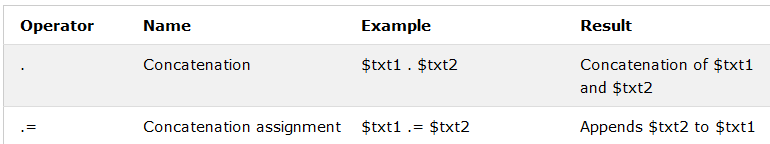 Operator Name Example Result
. Concatenation $txt1 . $txt2 Concatenation of $txt1
and $txt2
.= Concatenation assignment $txt1 .= $txt2 Appends $txt2 to $txt1